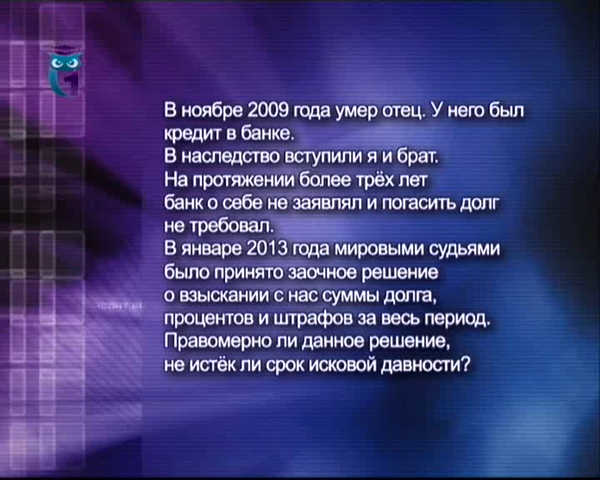 В ноябре 2009 года умер отец. У него был
кредит в банке.
В наследство вступили я и брат.
На протяжении более трёх лет
банк о себе не заявлял и погасить долг
не требовал.
В январе 2013 года мировыми судьями
было принято заочное решение
о взыскании с нас суммы долга,
процентов и штрафов за весь период.
Правомерно ли данное решение,
не истёк ли срок исковой давности?
1